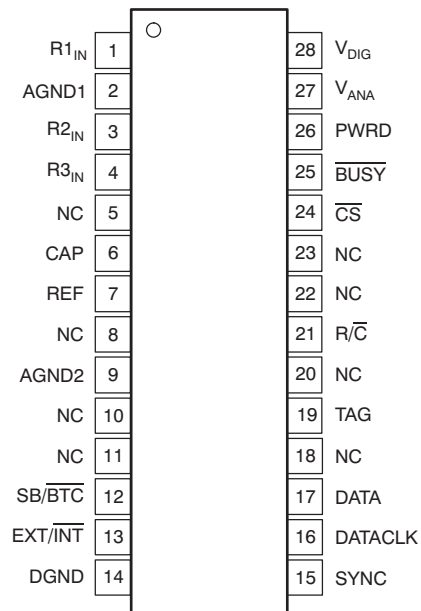 R1IN 1 28 VDIG
AGND1 2 27 VANA
R2IN 3 26 PWRD
R3IN 4 25 BUSY
NC 5 24 CS
CAP 6 23 NC
REF 7 22 NC
NC 8 21 R/C
AGND2 9 20 NC
NC 10 19 TAG
NC 11 18 NC
SB/BTC 12 17 DATA
EXT/INT 13 16 DATACLK
DGND 14 15 SYNC